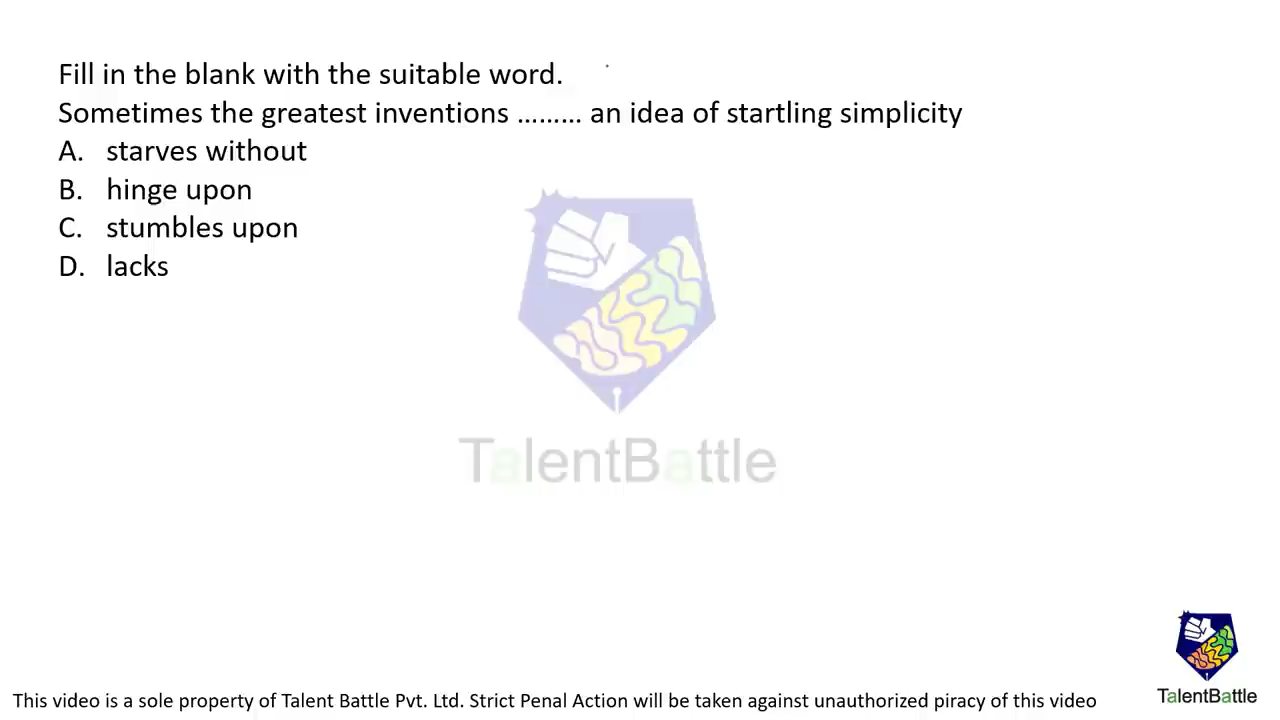 Fill in the blank with the suitable word.
Sometimes the greatest inventions ……… an idea of startling simplicity
A. starves without
B. hinge upon
C. stumbles upon
D. lacks
TalentBattle
TalentBattle
This video is a sole property of Talent Battle Pvt. Ltd. Strict Penal Action will be taken against unauthorized piracy of this video